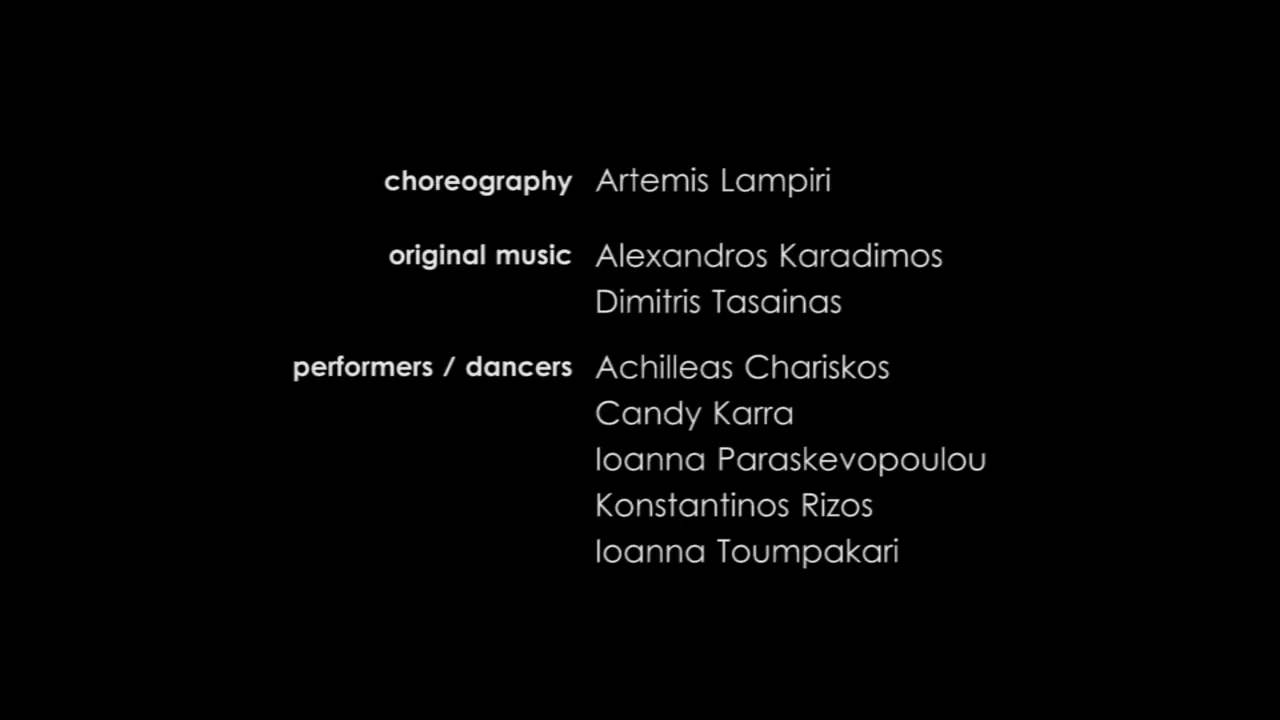 choreography Artemis Lampiri
original music Alexandros Karadimos
Dimitris Tasainas
performers / dancers Achilleas Chariskos
Candy Karra
Ioanna Paraskevopoulou
Konstantinos Rizos
Ioanna Toumpakari